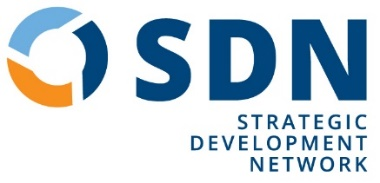 SDN
STRATEGIC
DEVELOPMENT
NETWORK